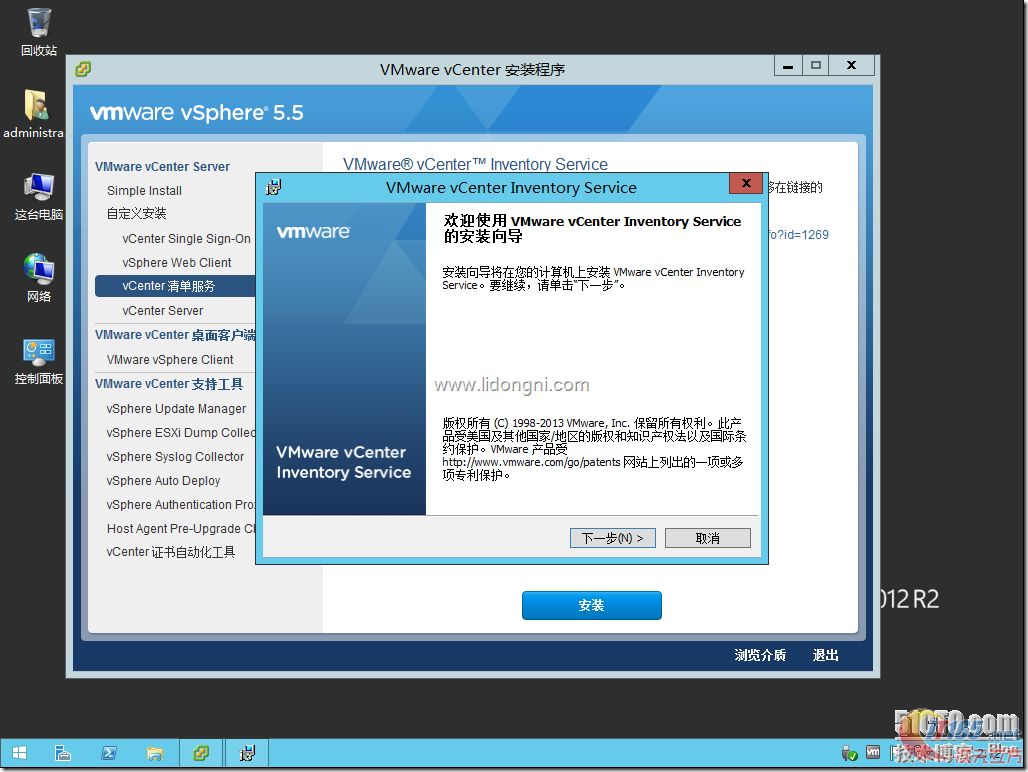 回收站
administra
这台电脑
网络
控制面板
VMware vCenter 安装程序
vmware vSphere® 5.5
VMware vCenter Server
Simple Install
自定义安装
vCenter Single Sign-On
vSphere Web Client
vCenter 清单服务
vCenter Server
VMware vCenter 桌面客户端
VMware vSphere Client
VMware vCenter 支持工具
vSphere Update Manager
vSphere ESXi Dump Collec
vSphere Syslog Collector
vSphere Auto Deploy
vSphere Authentication Pro
Host Agent Pre-Upgrade C
vCenter 证书自动化工具
VMware® vCenter™ Inventory Service
在链接的
fo?id=1269
VMware vCenter Inventory Service
vmware
VMware vCenter
Inventory Service
欢迎使用 VMware vCenter Inventory Service
的安装向导
安装向导将在您的计算机上安装 VMware vCenter Inventory
Service。要继续，请单击“下一步”。
www.lidongni.com
版权所有 (C) 1998-2013 VMware, Inc. 保留所有权利。此产
品受美国及其他国家/地区的版权和知识产权法以及国际条
约保护。VMware 产品受
http://www.vmware.com/go/patents 网站上列出的一项或多
项专利保护。
下一步(N) >
取消
安装
浏览介质
退出
012 R2
51CTO.com
vm
技术博客